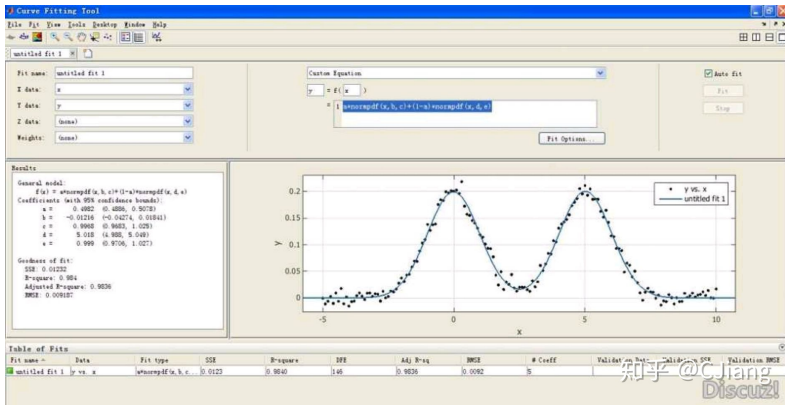 Curve Fitting Tool
File Fit View Tools Desktop Window Help
untitled fit 1
Fit name: untitled fit 1
X data: x
Y data: y
Z data: (none)
Weights: (none)
Custom Equation
y = f( x )
= 1 a*normpdf(x,b,c)+(1-a)*normpdf(x,d,e)
Fit Options...
Auto fit
Fit
Stop
Results
General model:
f(x) = a*normpdf(x,b,c)+(1-a)*normpdf(x,d,e)
Coefficients (with 95% confidence bounds):
a = 0.4982 (0.4886, 0.5078)
b = -0.01216 (-0.04274, 0.01841)
c = 0.9968 (0.9683, 1.025)
d = 5.018 (4.988, 5.049)
e = 0.999 (0.9706, 1.027)
Goodness of fit:
SSE: 0.01232
R-square: 0.984
Adjusted R-square: 0.9836
RMSE: 0.009187
y vs. x
untitled fit 1
0.2
0.15
0.1
0.05
0
y
-5 0 5 10
x
Table of Fits
Fit name Data Fit type SSE R-square DFE Adj R-sq RMSE # Coeff Validation Data Validation SSE Validation RMSE
untitled fit 1 y vs. x a*normpdf(x,b,c... 0.0123 0.9840 146 0.9836 0.0092 5
知乎 @CJiang
Discuz!